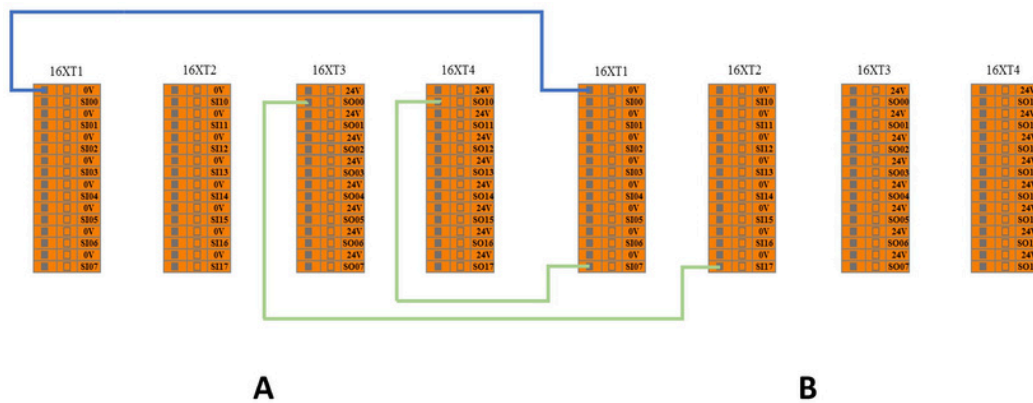 16XT1
0V
SI00
0V
SI01
0V
SI02
0V
SI03
0V
SI04
0V
SI05
0V
SI06
0V
SI07
16XT2
0V
SI10
0V
SI11
0V
SI12
0V
SI13
0V
SI14
0V
SI15
0V
SI16
0V
SI17
16XT3
24V
SO00
24V
SO01
24V
SO02
24V
SO03
24V
SO04
24V
SO05
24V
SO06
24V
SO07
16XT4
24V
SO10
24V
SO11
24V
SO12
24V
SO13
24V
SO14
24V
SO15
24V
SO16
24V
SO17
16XT1
0V
SI00
0V
SI01
0V
SI02
0V
SI03
0V
SI04
0V
SI05
0V
SI06
0V
SI07
16XT2
0V
SI10
0V
SI11
0V
SI12
0V
SI13
0V
SI14
0V
SI15
0V
SI16
0V
SI17
16XT3
24V
SO00
24V
SO01
24V
SO02
24V
SO03
24V
SO04
24V
SO05
24V
SO06
24V
SO07
16XT4
A
B